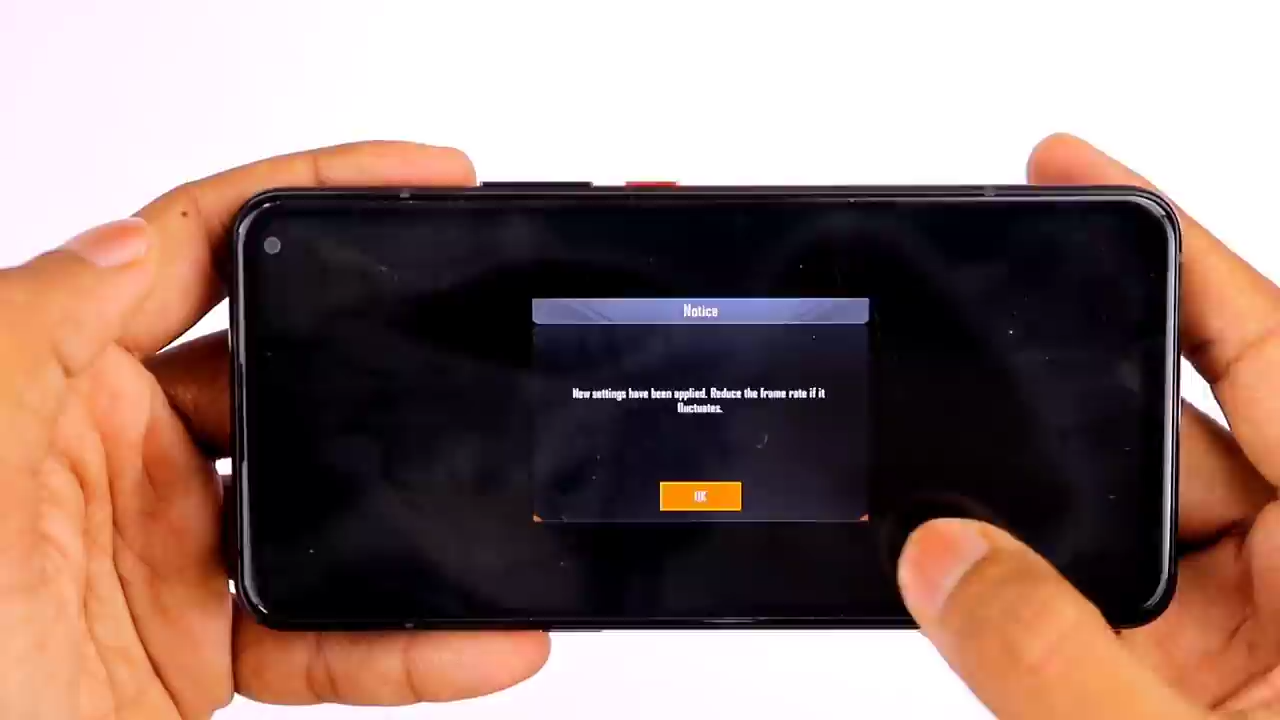 Notice
New settings have been applied. Reduce the frame rate if it
fluctuates.
OK